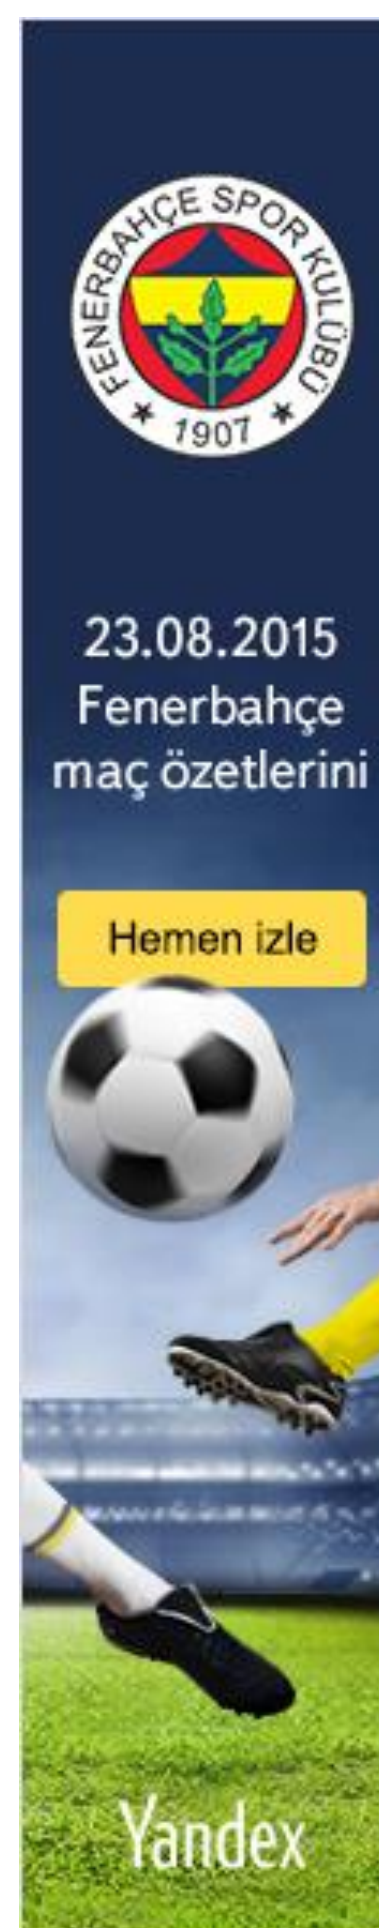 FENERBAHÇE SPOR KULÜBÜ
★ 1907 ★
23.08.2015
Fenerbahçe
maç özetlerini
Hemen izle
Yandex